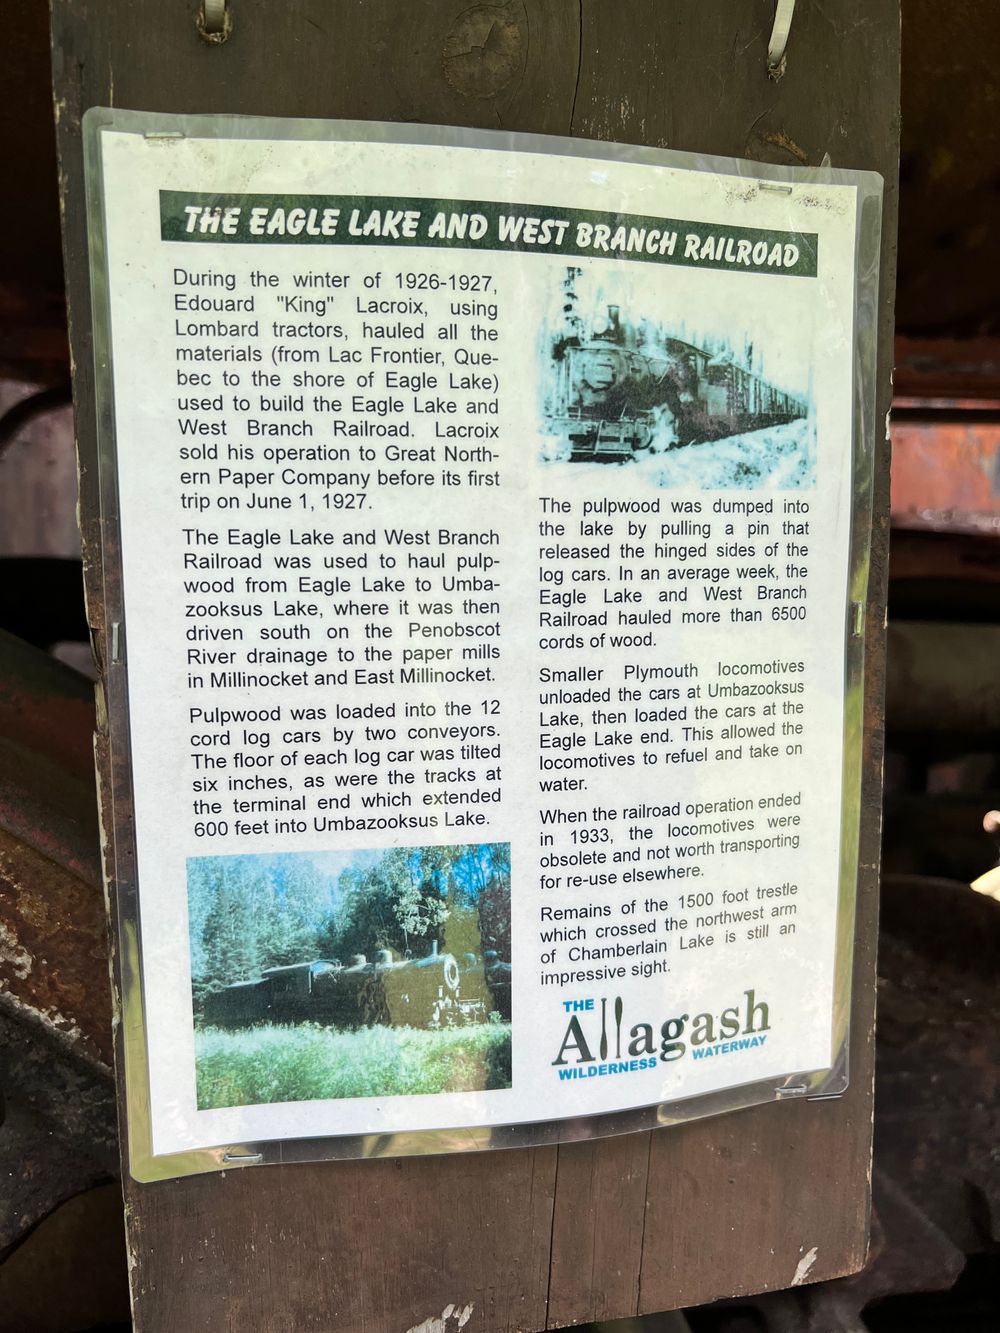 THE EAGLE LAKE AND WEST BRANCH RAILROAD
During the winter of 1926-1927,
Edouard "King" Lacroix, using
Lombard tractors, hauled all the
materials (from Lac Frontier, Que-
bec to the shore of Eagle Lake)
used to build the Eagle Lake and
West Branch Railroad. Lacroix
sold his operation to Great North-
ern Paper Company before its first
trip on June 1, 1927.
The Eagle Lake and West Branch
Railroad was used to haul pulp-
wood from Eagle Lake to Umba-
zooksus Lake, where it was then
driven south on the Penobscot
River drainage to the paper mills
in Millinocket and East Millinocket.
Pulpwood was loaded into the 12
cord log cars by two conveyors.
The floor of each log car was tilted
six inches, as were the tracks at
the terminal end which extended
600 feet into Umbazooksus Lake.
The pulpwood was dumped into
the lake by pulling a pin that
released the hinged sides of the
log cars. In an average week, the
Eagle Lake and West Branch
Railroad hauled more than 6500
cords of wood.
Smaller Plymouth locomotives
unloaded the cars at Umbazooksus
Lake, then loaded the cars at the
Eagle Lake end. This allowed the
locomotives to refuel and take on
water.
When the railroad operation ended
in 1933, the locomotives were
obsolete and not worth transporting
for re-use elsewhere.
Remains of the 1500 foot trestle
which crossed the northwest arm
of Chamberlain Lake is still an
impressive sight.
THE
Allagash
WILDERNESS WATERWAY